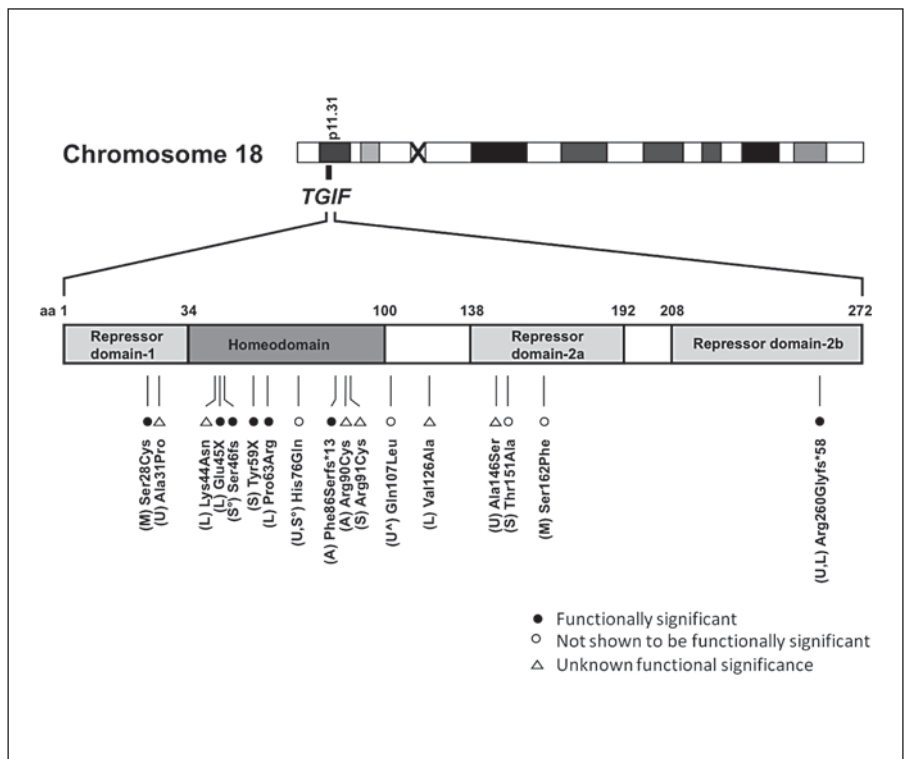 p11.31
Chromosome 18
TGIF
aa 1 34 100 138 192 208 272
Repressor domain-1
Homeodomain
Repressor domain-2a
Repressor domain-2b
(M) Ser28Cys
(U) Ala31Pro
(L) Lys44Asn
(L) Glu45X
(S°) Ser46fs
(S) Tyr59X
(L) Pro63Arg
(U,S°) His76Gln
(A) Phe86Serfs*13
(A) Arg90Cys
(S) Arg91Cys
(U^) Gln107Leu
(L) Val126Ala
(U) Ala146Ser
(S) Thr151Ala
(M) Ser162Phe
(U,L) Arg260Glyfs*58
● Functionally significant
○ Not shown to be functionally significant
△ Unknown functional significance